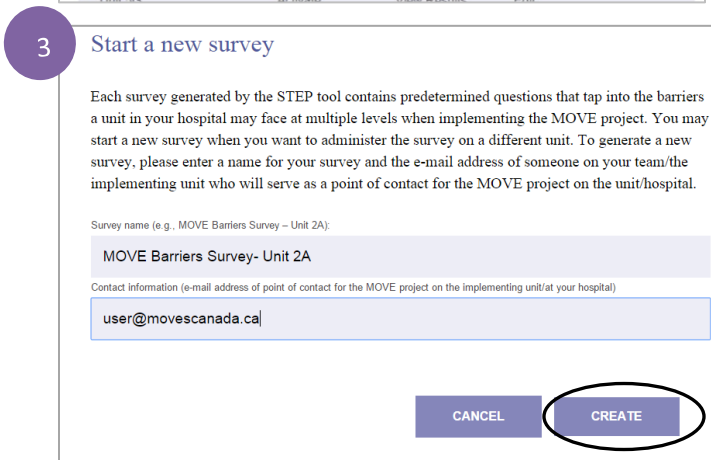 3
Start a new survey
Each survey generated by the STEP tool contains predetermined questions that tap into the barriers
a unit in your hospital may face at multiple levels when implementing the MOVE project. You may
start a new survey when you want to administer the survey on a different unit. To generate a new
survey, please enter a name for your survey and the e-mail address of someone on your team/the
implementing unit who will serve as a point of contact for the MOVE project on the unit/hospital.
Survey name (e.g., MOVE Barriers Survey – Unit 2A):
MOVE Barriers Survey- Unit 2A
Contact information (e-mail address of point of contact for the MOVE project on the implementing unit/at your hospital)
user@movescanada.ca
CANCEL CREATE